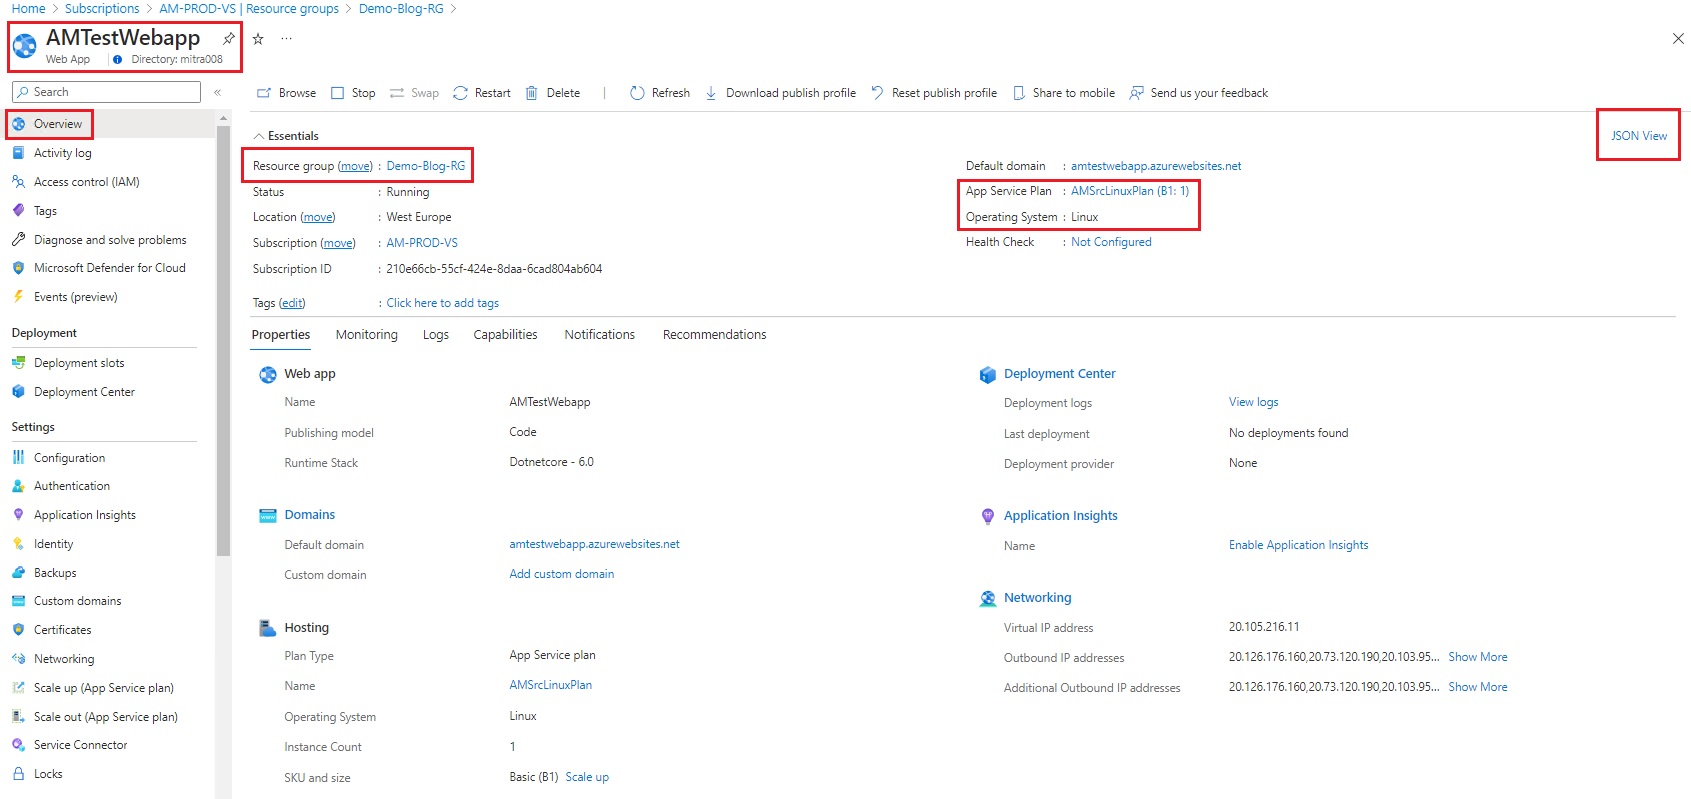 Home > Subscriptions > AM-PROD-VS | Resource groups > Demo-Blog-RG >
AMTestWebapp
Web App | Directory: mitra008
Search
Browse Stop Swap Restart Delete | Refresh Download publish profile Reset publish profile Share to mobile Send us your feedback
Overview
Activity log
Access control (IAM)
Tags
Diagnose and solve problems
Microsoft Defender for Cloud
Events (preview)
Deployment
Deployment slots
Deployment Center
Settings
Configuration
Authentication
Application Insights
Identity
Backups
Custom domains
Certificates
Networking
Scale up (App Service plan)
Scale out (App Service plan)
Service Connector
Locks
Essentials
JSON View
Resource group (move) : Demo-Blog-RG
Status : Running
Location (move) : West Europe
Subscription (move) : AM-PROD-VS
Subscription ID : 210e66cb-55cf-424e-8daa-6cad804ab604
Tags (edit) : Click here to add tags
Default domain : amtestwebapp.azurewebsites.net
App Service Plan : AMSrcLinuxPlan (B1: 1)
Operating System : Linux
Health Check : Not Configured
Properties Monitoring Logs Capabilities Notifications Recommendations
Web app
Name AMTestWebapp
Publishing model Code
Runtime Stack Dotnetcore - 6.0
Domains
Default domain amtestwebapp.azurewebsites.net
Custom domain Add custom domain
Hosting
Plan Type App Service plan
Name AMSrcLinuxPlan
Operating System Linux
Instance Count 1
SKU and size Basic (B1) Scale up
Deployment Center
Deployment logs View logs
Last deployment No deployments found
Deployment provider None
Application Insights
Name Enable Application Insights
Networking
Virtual IP address 20.105.216.11
Outbound IP addresses 20.126.176.160,20.73.120.190,20.103.95... Show More
Additional Outbound IP addresses 20.126.176.160,20.73.120.190,20.103.95... Show More